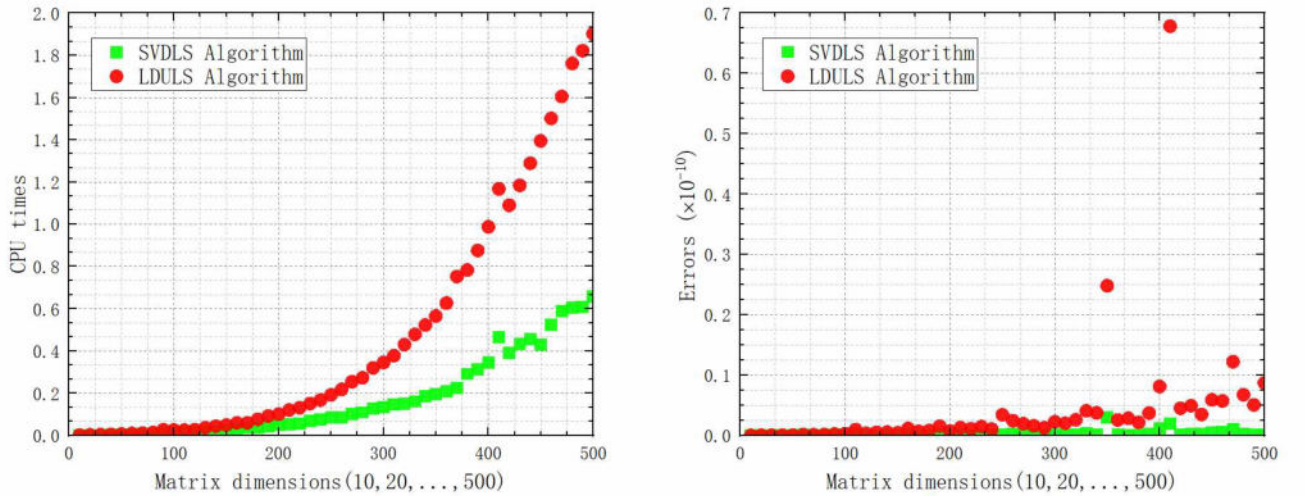 2.0
1.8
1.6
1.4
1.2
1.0
0.8
0.6
0.4
0.2
0.0
CPU times
SVDLS Algorithm
LDULS Algorithm
0 100 200 300 400 500
Matrix dimensions(10,20,...,500)
0.7
0.6
0.5
0.4
0.3
0.2
0.1
0.0
Errors (×10⁻¹⁰)
SVDLS Algorithm
LDULS Algorithm
0 100 200 300 400 500
Matrix dimensions(10,20,...,500)